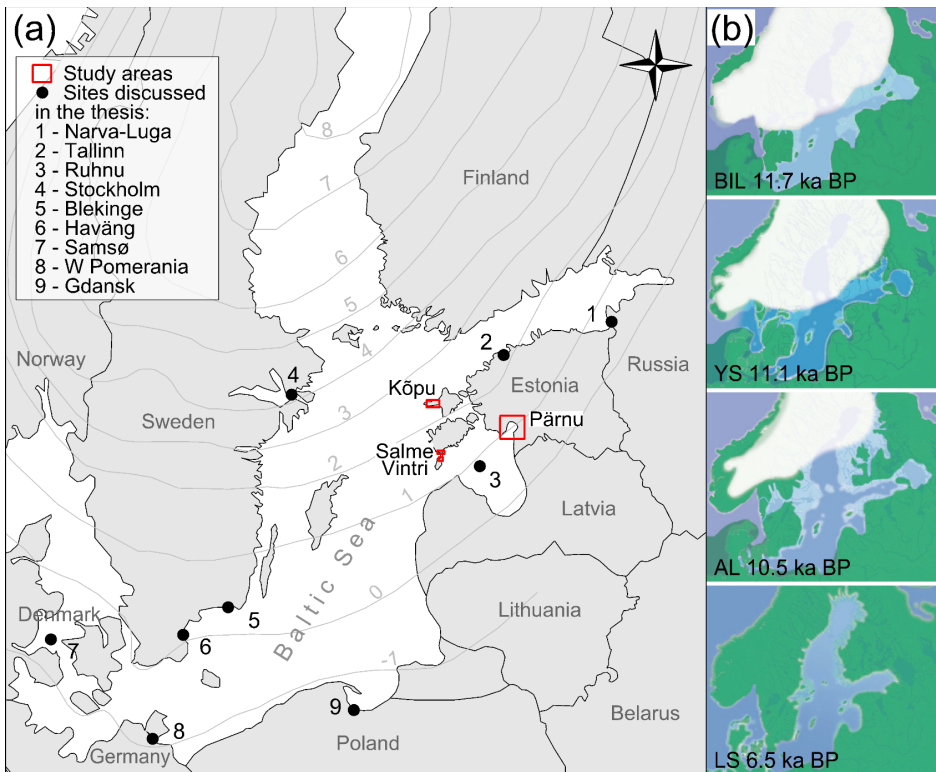 (a)
Study areas
Sites discussed
in the thesis:
1 - Narva-Luga
2 - Tallinn
3 - Ruhnu
4 - Stockholm
5 - Blekinge
6 - Haväng
7 - Samsø
8 - W Pomerania
9 - Gdansk
8
7
6
5
4
3
2
1
0
-1
Finland
Norway
Sweden
Russia
Estonia
Latvia
Lithuania
Belarus
Poland
Germany
Denmark
Baltic Sea
Kõpu
Pärnu
Salme
Vintri
1
2
3
4
5
6
7
8
9
(b)
BIL 11.7 ka BP
YS 11.1 ka BP
AL 10.5 ka BP
LS 6.5 ka BP